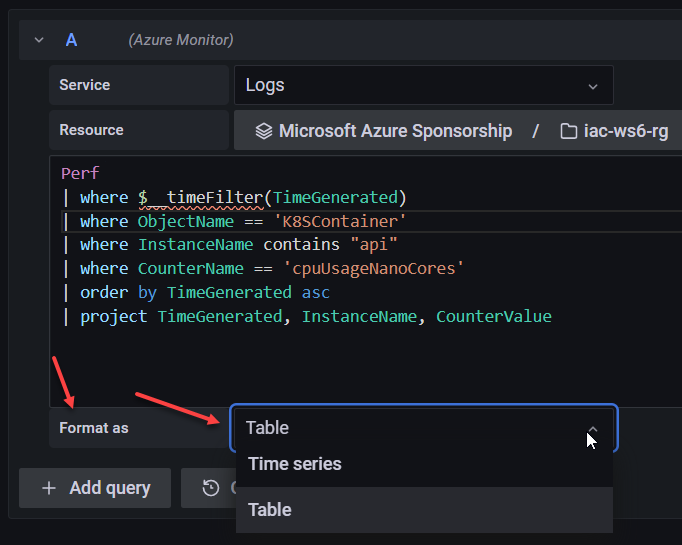 A (Azure Monitor)
Service Logs
Resource Microsoft Azure Sponsorship / iac-ws6-rg
Perf
| where $__timeFilter(TimeGenerated)
| where ObjectName == 'K8SContainer'
| where InstanceName contains "api"
| where CounterName == 'cpuUsageNanoCores'
| order by TimeGenerated asc
| project TimeGenerated, InstanceName, CounterValue
Format as Table
Time series
+ Add query
Table